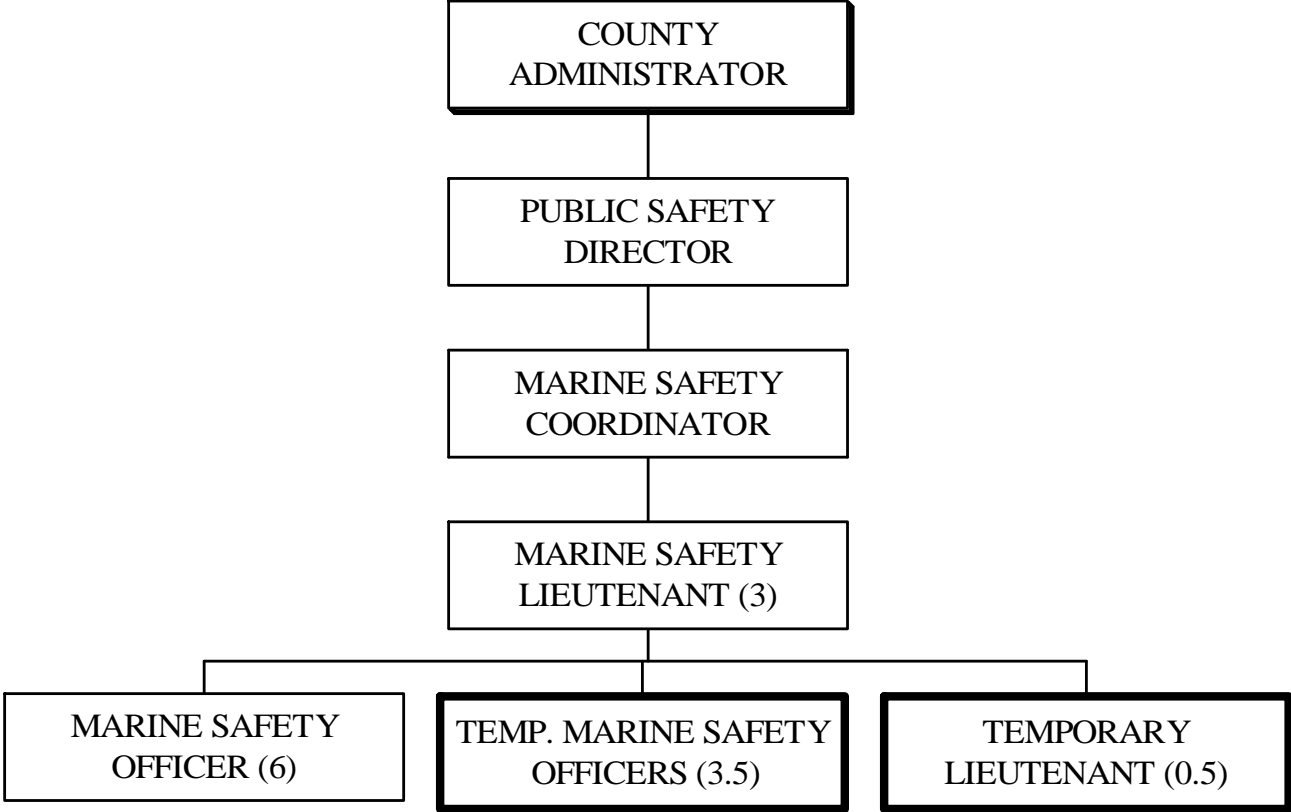 COUNTY
ADMINISTRATOR
PUBLIC SAFETY
DIRECTOR
MARINE SAFETY
COORDINATOR
MARINE SAFETY
LIEUTENANT (3)
MARINE SAFETY
OFFICER (6)
TEMP. MARINE SAFETY
OFFICERS (3.5)
TEMPORARY
LIEUTENANT (0.5)